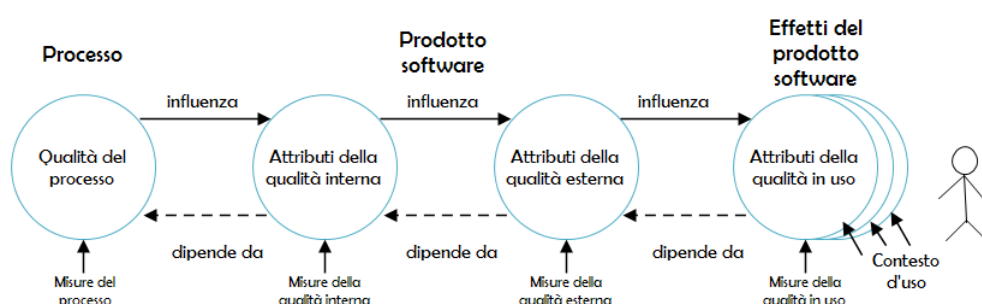 Processo
Prodotto
software
Effetti del
prodotto
software
influenza
influenza
influenza
Qualità del
processo
Attributi della
qualità interna
Attributi della
qualità esterna
Attributi della
qualità in uso
dipende da
dipende da
dipende da
Contesto
d'uso
Misure del
processo
Misure della
qualità interna
Misure della
qualità esterna
Misure della
qualità in uso